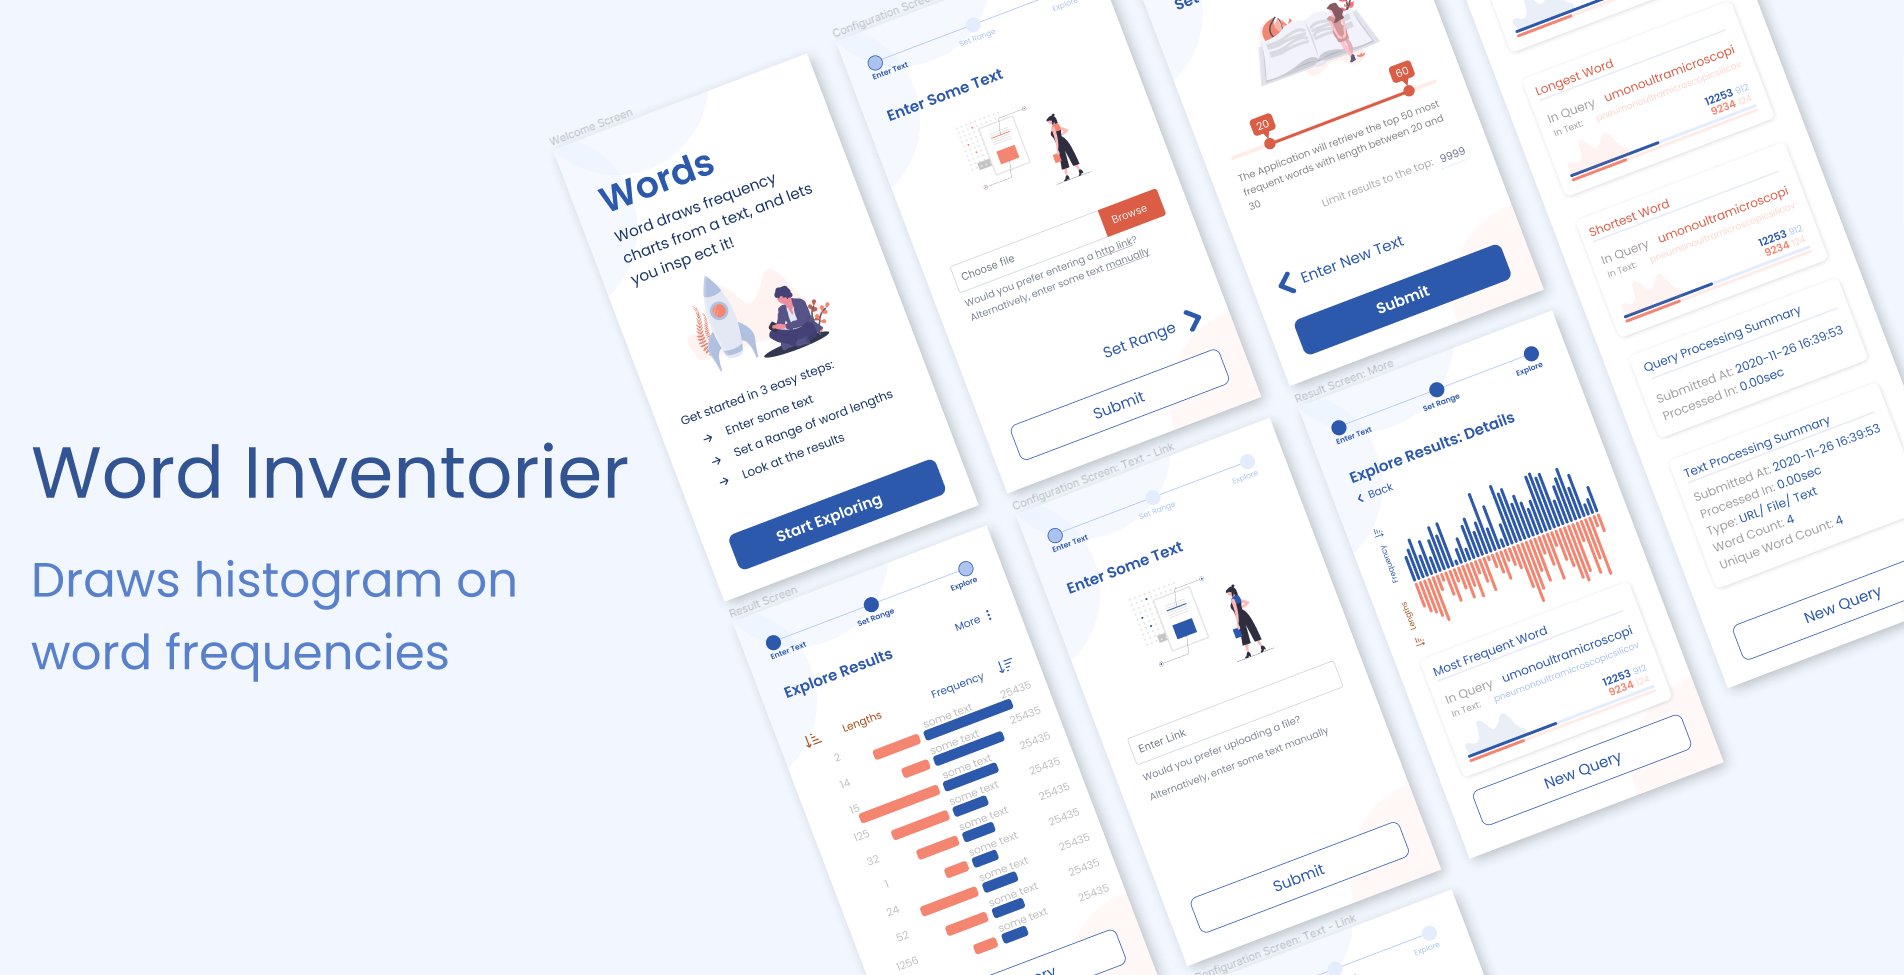 Word Inventorier
Draws histogram on
word frequencies
Welcome Screen
Words
Word draws frequency
charts from a text, and lets
you insp ect it!
Get started in 3 easy steps:
Enter some text
Set a Range of word lengths
Look at the results
Start Exploring
Result Screen
Enter Text
Set Range
Explore
More
Explore Results
Lengths
Frequency
2 some text 25435
14 some text 25435
15 some text 25435
125 some text 25435
32 some text 25435
1 some text 25435
24 some text 25435
52 some text 25435
1256 some text 25435
Configuration Screen
Enter Text
Set Range
Explore
Enter Some Text
Choose file
Browse
Would you prefer entering a http link?
Alternatively, enter some text manually
Set Range
Submit
Configuration Screen: Text - Link
Enter Text
Set Range
Explore
Enter Some Text
Enter Link
Would you prefer uploading a file?
Alternatively, enter some text manually
Submit
Configuration Screen: Text - Link
Explore
Set
20
60
The Application will retrieve the top 50 most
frequent words with length between 20 and
30
Limit results to the top: 9999
Enter New Text
Submit
Result Screen: More
Enter Text
Set Range
Explore
Explore Results: Details
Back
Frequency
Lengths
Most Frequent Word
In Query umonoultramicroscopi
In Text: pneumonoultramicroscopicsilicov
12253 912
9234 124
New Query
Longest Word
In Query umonoultramicroscopi
In Text: pneumonoultramicroscopicsilicov
12253 912
9234 124
Shortest Word
In Query umonoultramicroscopi
In Text: pneumonoultramicroscopicsilicov
12253 912
9234 124
Query Processing Summary
Submitted At: 2020-11-26 16:39:53
Processed In: 0.00sec
Text Processing Summary
Submitted At: 2020-11-26 16:39:53
Processed In: 0.00sec
Type: URL/ File/ Text
Word Count: 4
Unique Word Count: 4
New Query